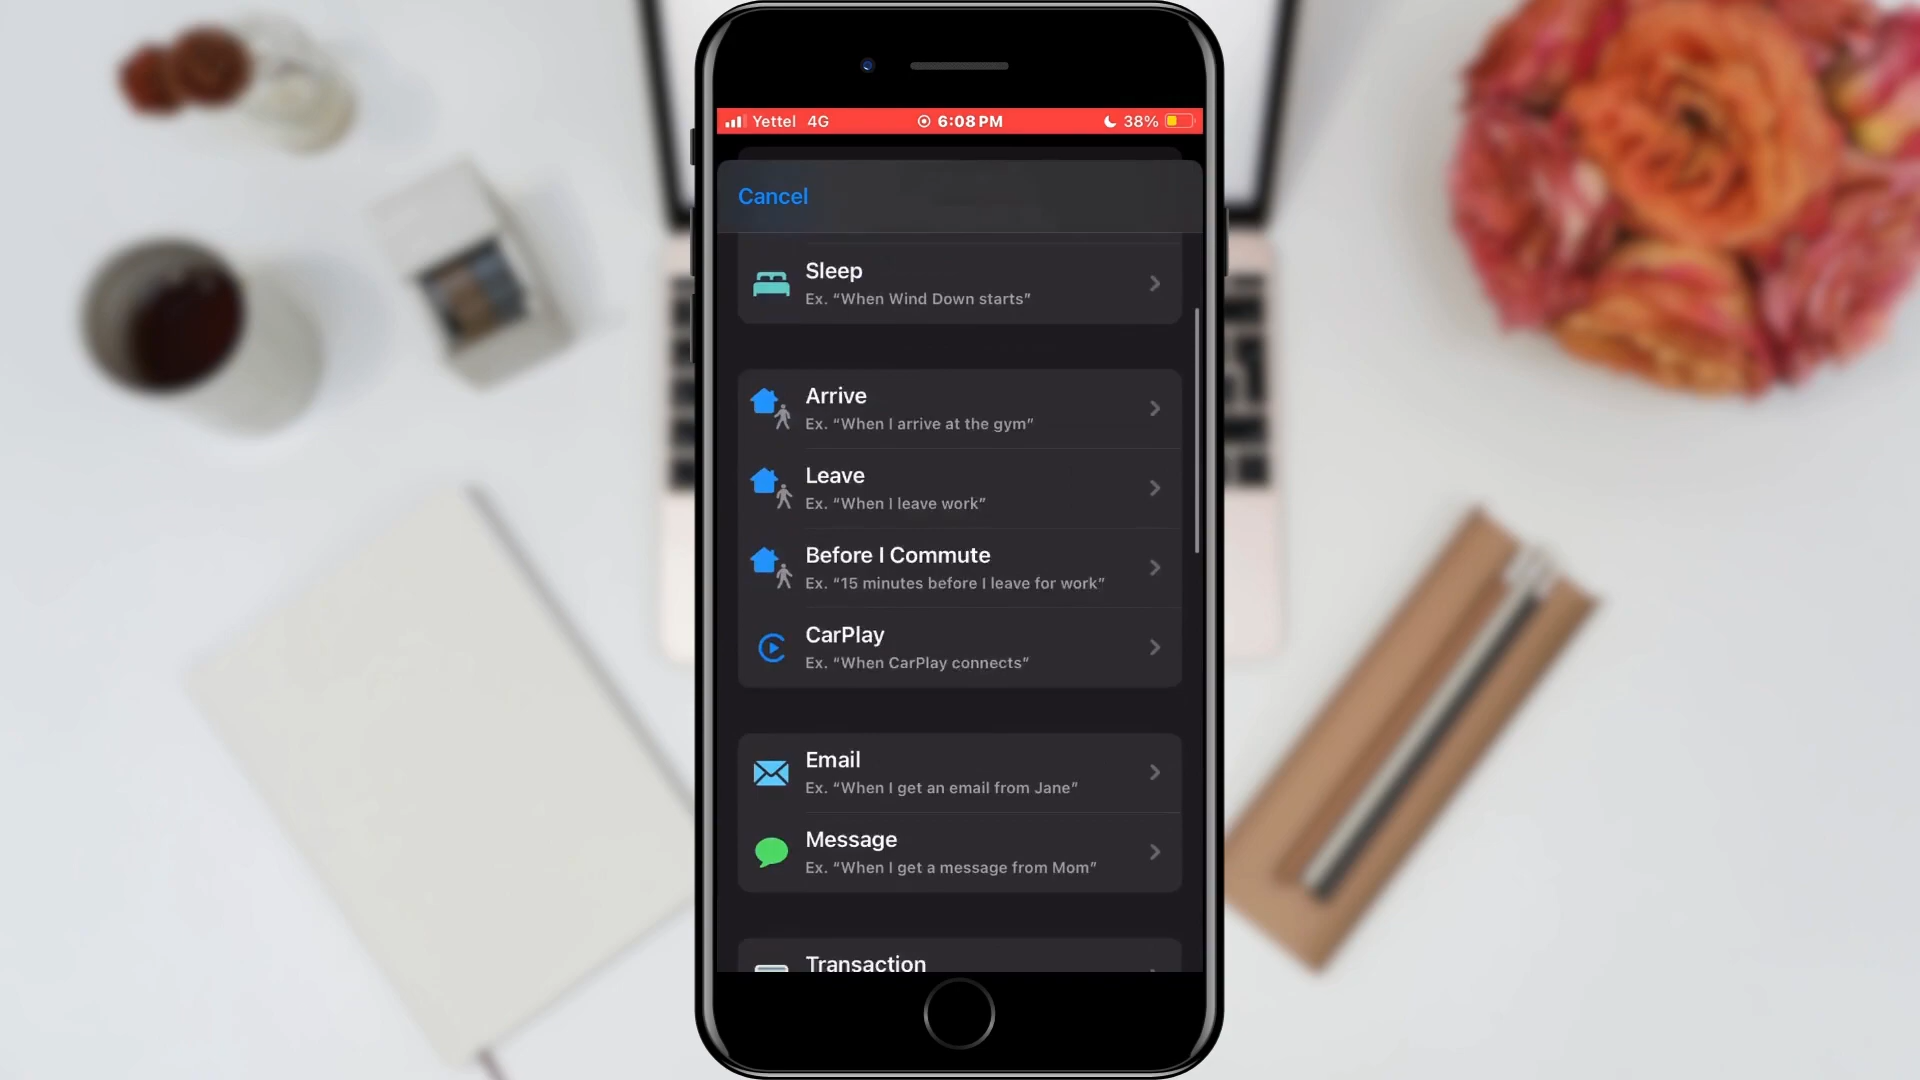 Yettel 4G 6:08 PM 38%
Cancel
Sleep
Ex. “When Wind Down starts”
Arrive
Ex. “When I arrive at the gym”
Leave
Ex. “When I leave work”
Before I Commute
Ex. “15 minutes before I leave for work”
CarPlay
Ex. “When CarPlay connects”
Email
Ex. “When I get an email from Jane”
Message
Ex. “When I get a message from Mom”
Transaction